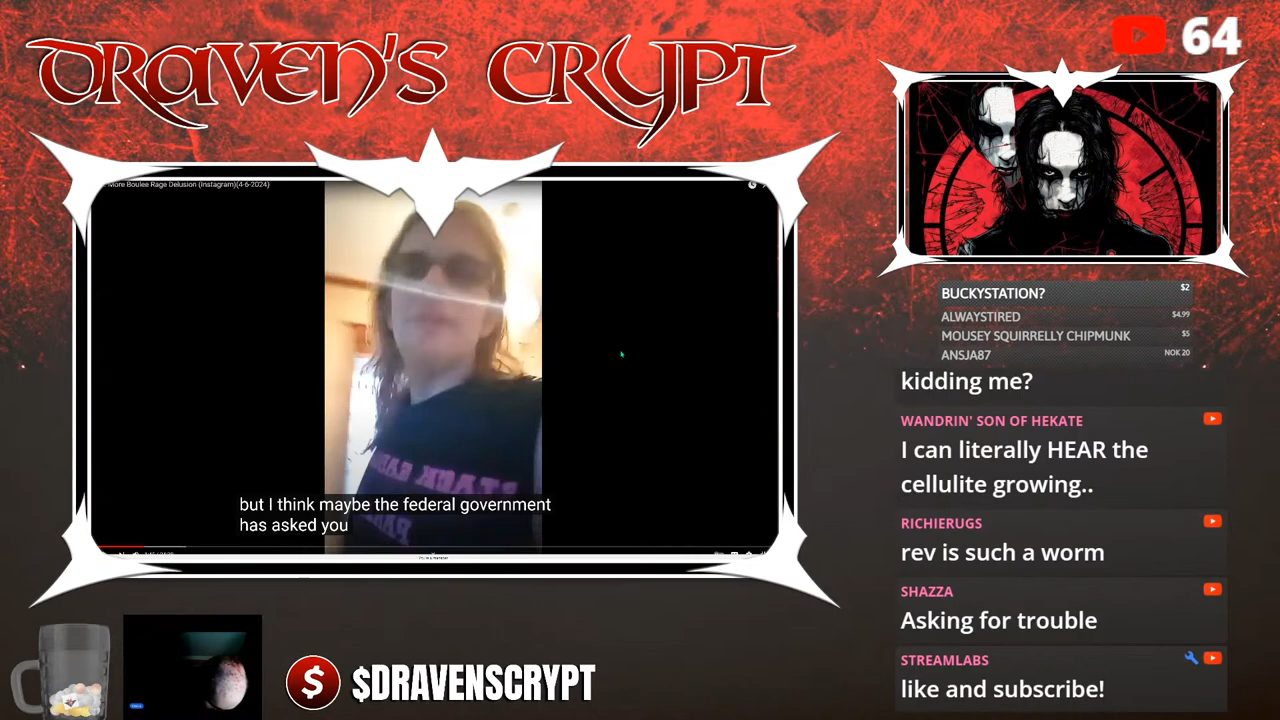 DRAVEN'S CRYPT
64
More Boulee Rage Delusion (Instagram)(4-6-2024)
but I think maybe the federal government
has asked you
BUCKYSTATION? $2
ALWAYSTIRED $4.99
MOUSEY SQUIRRELLY CHIPMUNK $5
ANSJA87 NOK 20
kidding me?
WANDRIN' SON OF HEKATE
I can literally HEAR the
cellulite growing..
RICHIERUGS
rev is such a worm
SHAZZA
Asking for trouble
STREAMLABS
like and subscribe!
$ $DRAVENSCRYPT